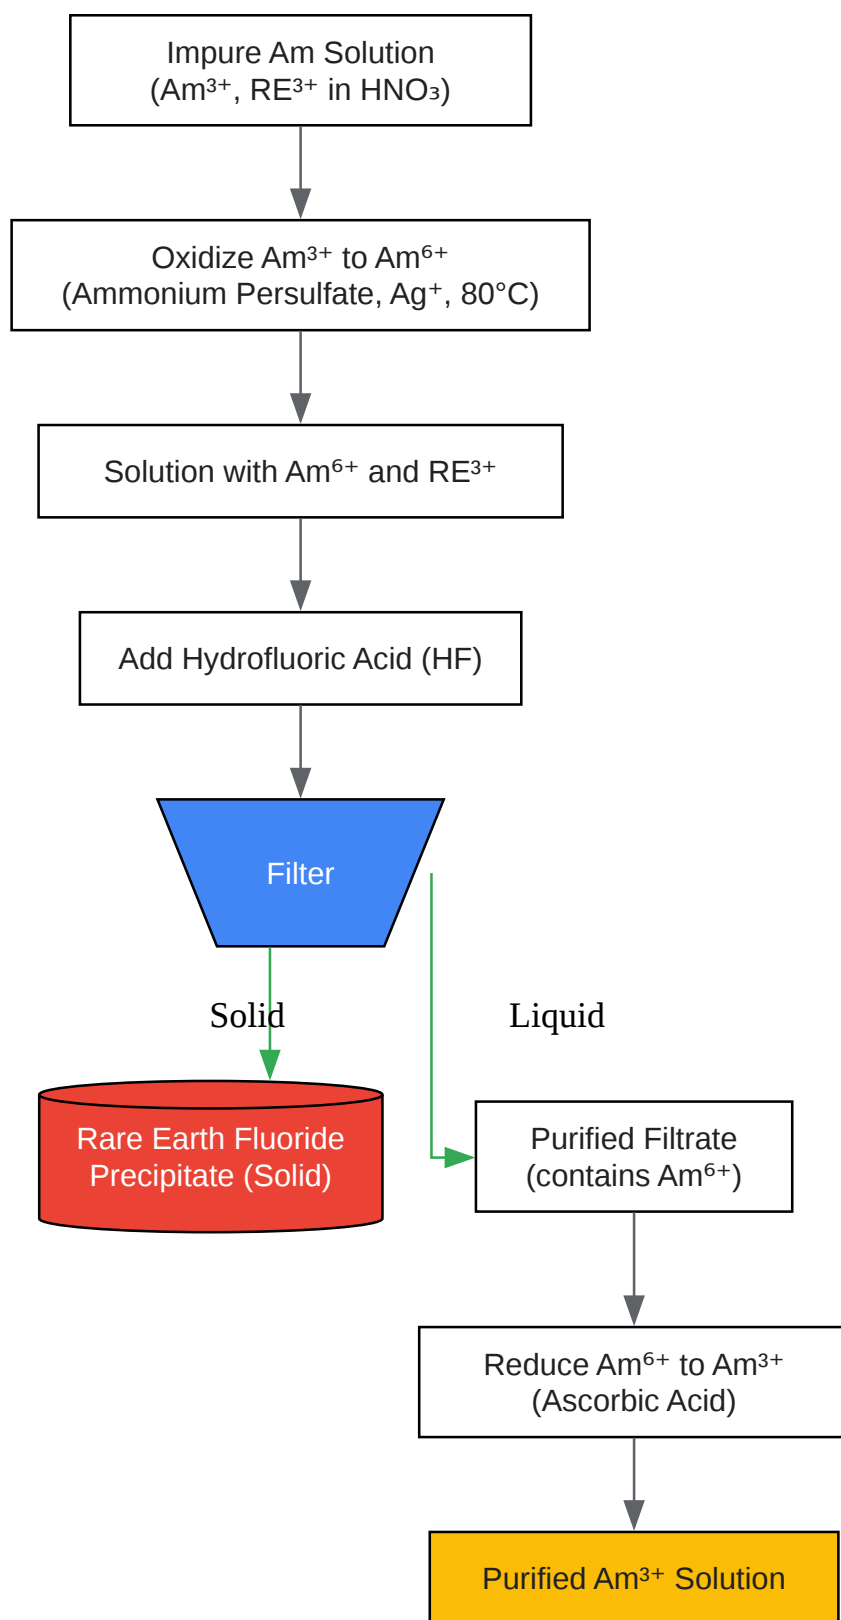 Impure Am Solution
(Am³⁺, RE³⁺ in HNO₃)
Oxidize Am³⁺ to Am⁶⁺
(Ammonium Persulfate, Ag⁺, 80°C)
Solution with Am⁶⁺ and RE³⁺
Add Hydrofluoric Acid (HF)
Filter
Solid
Liquid
Rare Earth Fluoride
Precipitate (Solid)
Purified Filtrate
(contains Am⁶⁺)
Reduce Am⁶⁺ to Am³⁺
(Ascorbic Acid)
Purified Am³⁺ Solution